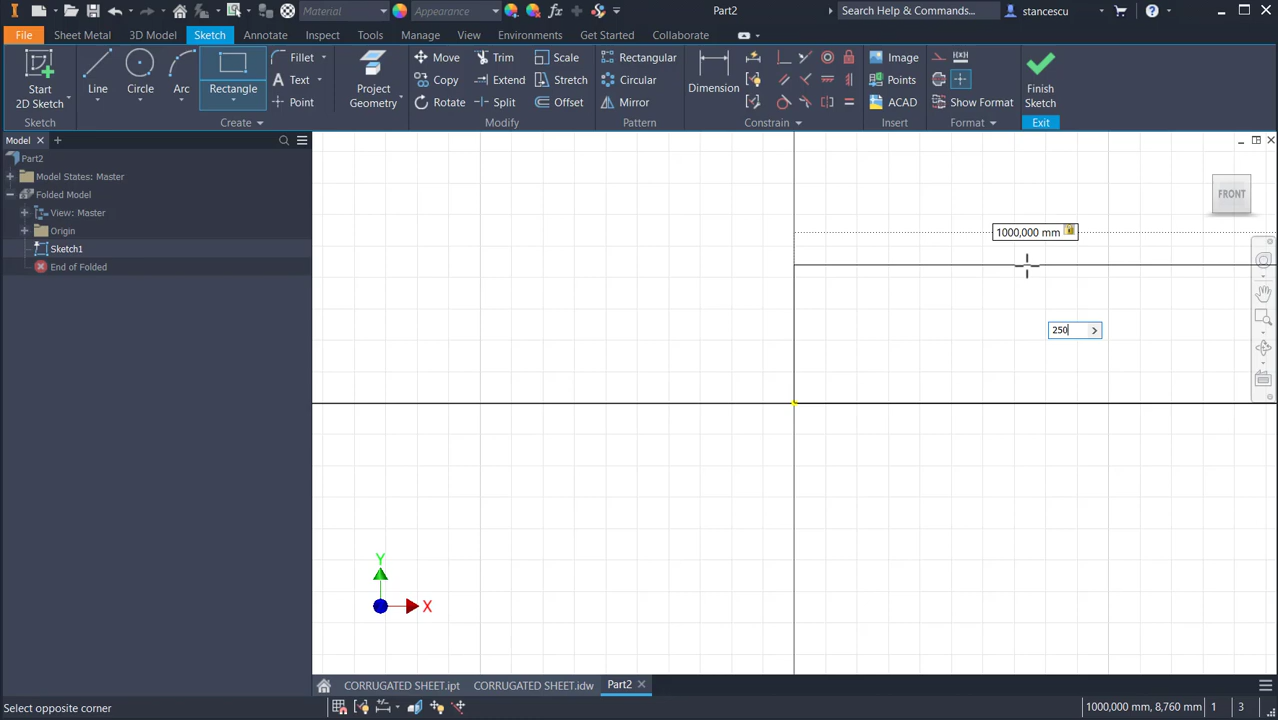 Material
Appearance
Part2
Search Help & Commands...
stancescu
File
Sheet Metal
3D Model
Sketch
Annotate
Inspect
Tools
Manage
View
Environments
Get Started
Collaborate
Start
2D Sketch
Line
Circle
Arc
Rectangle
Fillet
Text
Point
Project
Geometry
Move
Copy
Rotate
Trim
Extend
Split
Scale
Stretch
Offset
Rectangular
Circular
Mirror
Dimension
Image
Points
ACAD
Show Format
Finish
Sketch
Sketch
Create
Modify
Pattern
Constrain
Insert
Format
Exit
Model
Part2
Model States: Master
Folded Model
View: Master
Origin
Sketch1
End of Folded
FRONT
1000,000 mm
250
Y
X
CORRUGATED SHEET.ipt
CORRUGATED SHEET.idw
Part2
Select opposite corner
1000,000 mm, 8,760 mm
1
3